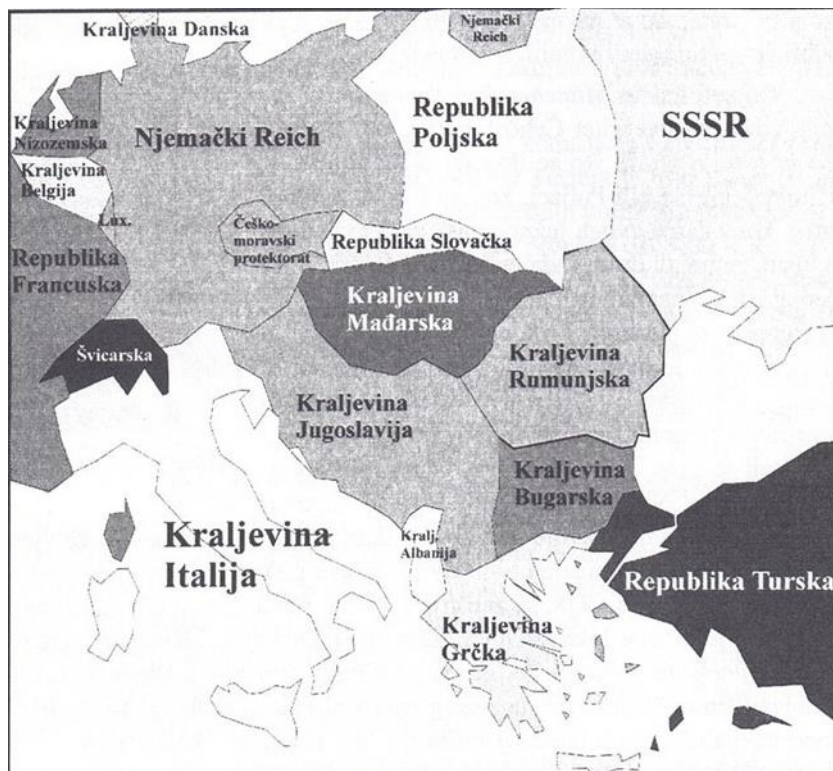 Kraljevina Danska
Njemački
Reich
Kraljevina
Nizozemska
Njemački Reich
Republika
Poljska
SSSR
Kraljevina
Belgija
Lux.
Češko-
moravski
protektorat
Republika Slovačka
Republika
Francuska
Kraljevina
Mađarska
Švicarska
Kraljevina
Rumunjska
Kraljevina
Jugoslavija
Kraljevina
Bugarska
Kraljevina
Italija
Kralj.
Albanija
Republika Turska
Kraljevina
Grčka